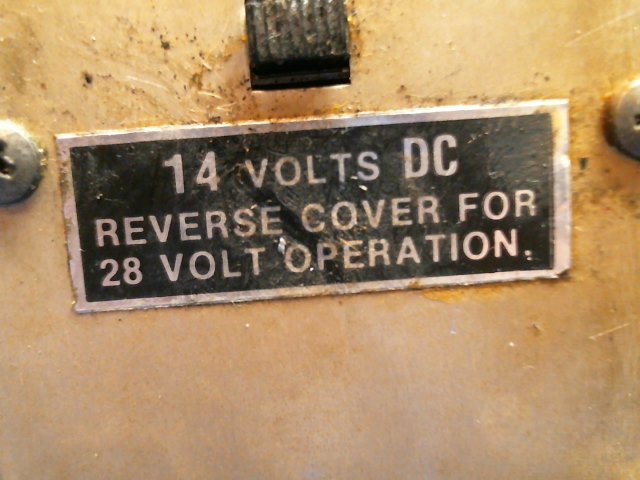 14 VOLTS DC
REVERSE COVER FOR
28 VOLT OPERATION.